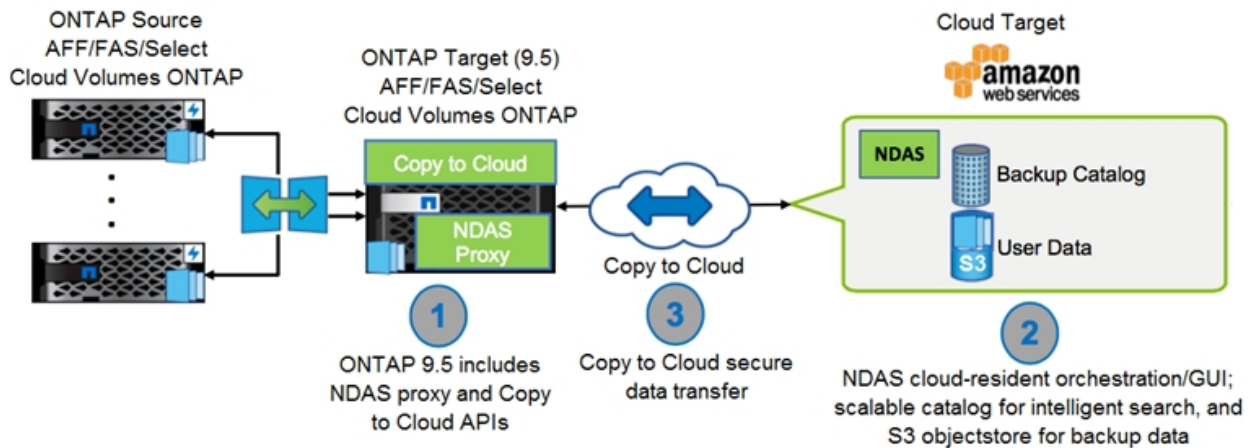 ONTAP Source
AFF/FAS/Select
Cloud Volumes ONTAP
ONTAP Target (9.5)
AFF/FAS/Select
Cloud Volumes ONTAP
Copy to Cloud
NDAS
Proxy
1
ONTAP 9.5 includes
NDAS proxy and Copy
to Cloud APIs
Copy to Cloud
3
Copy to Cloud secure
data transfer
Cloud Target
amazon
web services
NDAS
Backup Catalog
User Data
S3
2
NDAS cloud-resident orchestration/GUI;
scalable catalog for intelligent search, and
S3 objectstore for backup data